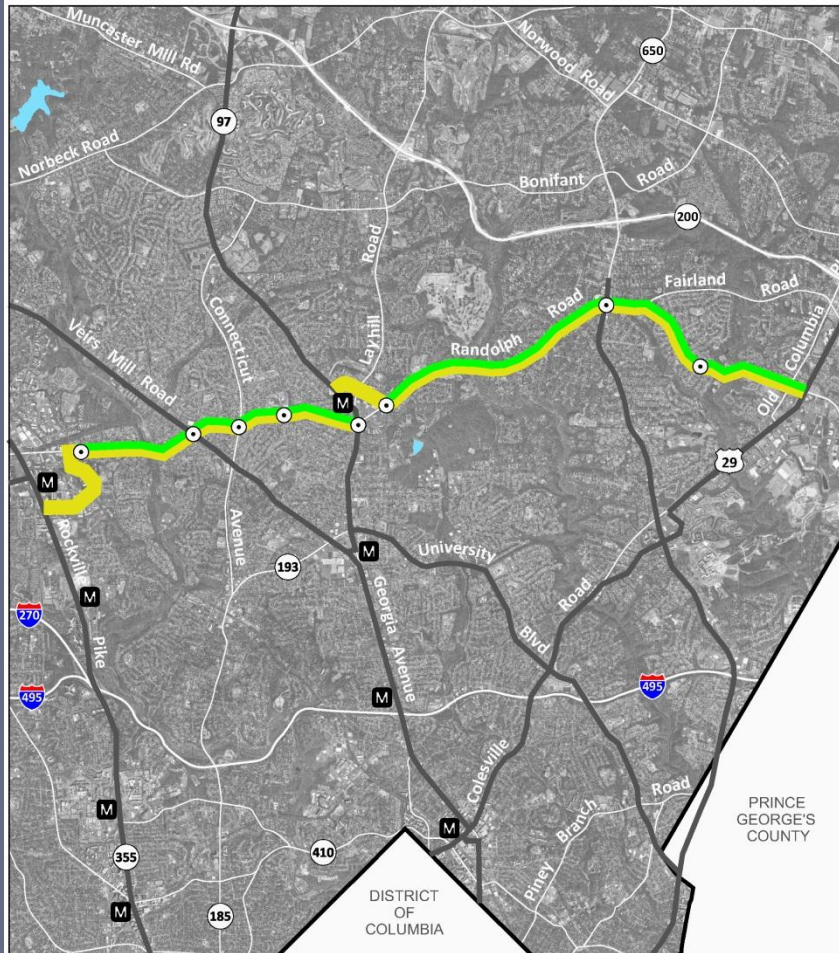 Muncaster Mill Rd
Norwood Road
650
97
Norbeck Road
Bonifant Road
200
Layhill Road
Fairland Road
Connecticut Avenue
Veirs Mill Road
Randolph Road
Old Columbia
M
M
29
193
M
University Blvd
Rockville Pike
M
Georgia Avenue
270
495
M
495
Colesville Road
M
M
Piney Branch Road
PRINCE
GEORGE'S
COUNTY
355
410
M
185
DISTRICT
OF
COLUMBIA